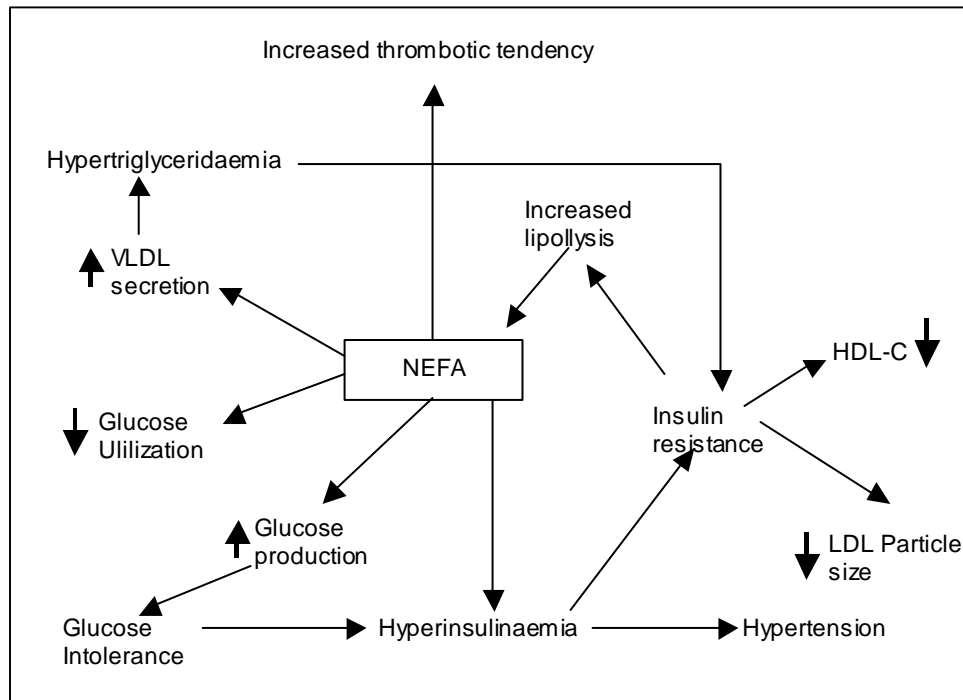 Increased thrombotic tendency
Hypertriglyceridaemia
Increased
lipollysis
VLDL
secretion
HDL-C
NEFA
Glucose
Ulilization
Insulin
resistance
Glucose
production
LDL Particle
size
Glucose
Intolerance
Hyperinsulinaemia
Hypertension